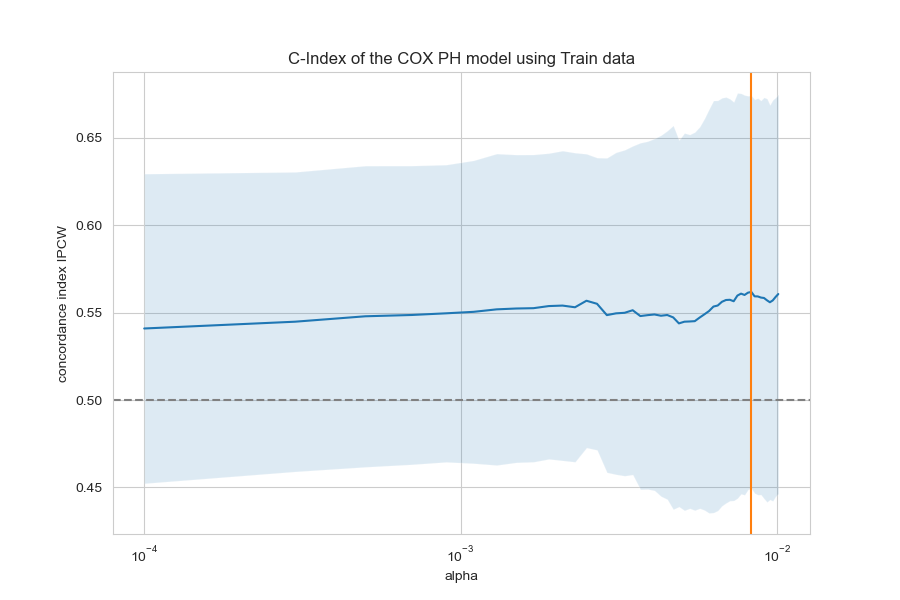 C-Index of the COX PH model using Train data
concordance index IPCW
0.65
0.60
0.55
0.50
0.45
10⁻⁴
10⁻³
10⁻²
alpha